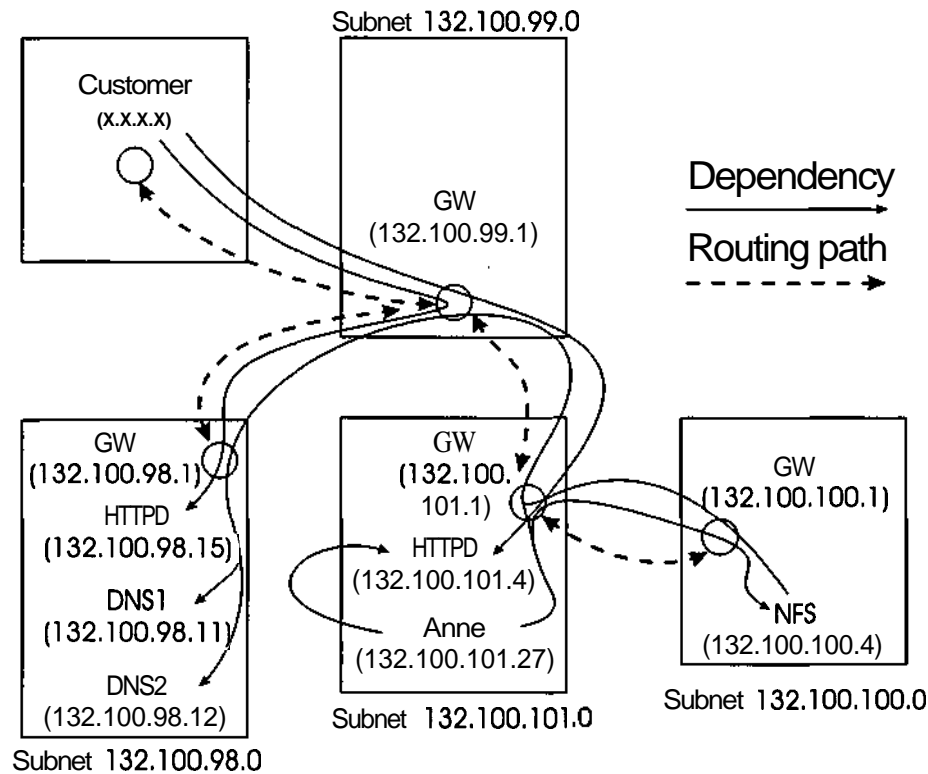 Subnet 132.100.99.0
Customer
(X.X.X.X)
GW
(132.100.99.1)
Dependency
Routing path
GW
(132.100.98.1)
HTTPD
(132.100.98.15)
DNS1
(132.100.98.11)
DNS2
(132.100.98.12)
Subnet 132.100.98.0
GW
(132.100.
101.1)
HTTPD
(132.100.101.4)
Anne
(132.100.101.27)
Subnet 132.100.101.0
GW
(132.100.100.1)
NFS
(132.100.100.4)
Subnet 132.100.100.0